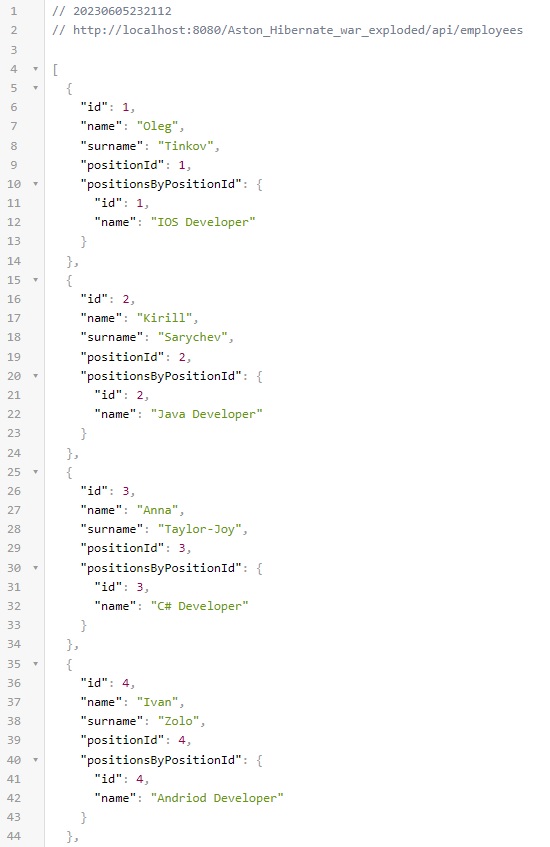 1 // 20230605232112
2 // http://localhost:8080/Aston_Hibernate_war_exploded/api/employees
3
4 [
5 {
6 "id": 1,
7 "name": "Oleg",
8 "surname": "Tinkov",
9 "positionId": 1,
10 "positionsByPositionId": {
11 "id": 1,
12 "name": "IOS Developer"
13 }
14 },
15 {
16 "id": 2,
17 "name": "Kirill",
18 "surname": "Sarychev",
19 "positionId": 2,
20 "positionsByPositionId": {
21 "id": 2,
22 "name": "Java Developer"
23 }
24 },
25 {
26 "id": 3,
27 "name": "Anna",
28 "surname": "Taylor-Joy",
29 "positionId": 3,
30 "positionsByPositionId": {
31 "id": 3,
32 "name": "C# Developer"
33 }
34 },
35 {
36 "id": 4,
37 "name": "Ivan",
38 "surname": "Zolo",
39 "positionId": 4,
40 "positionsByPositionId": {
41 "id": 4,
42 "name": "Andriod Developer"
43 }
44 },